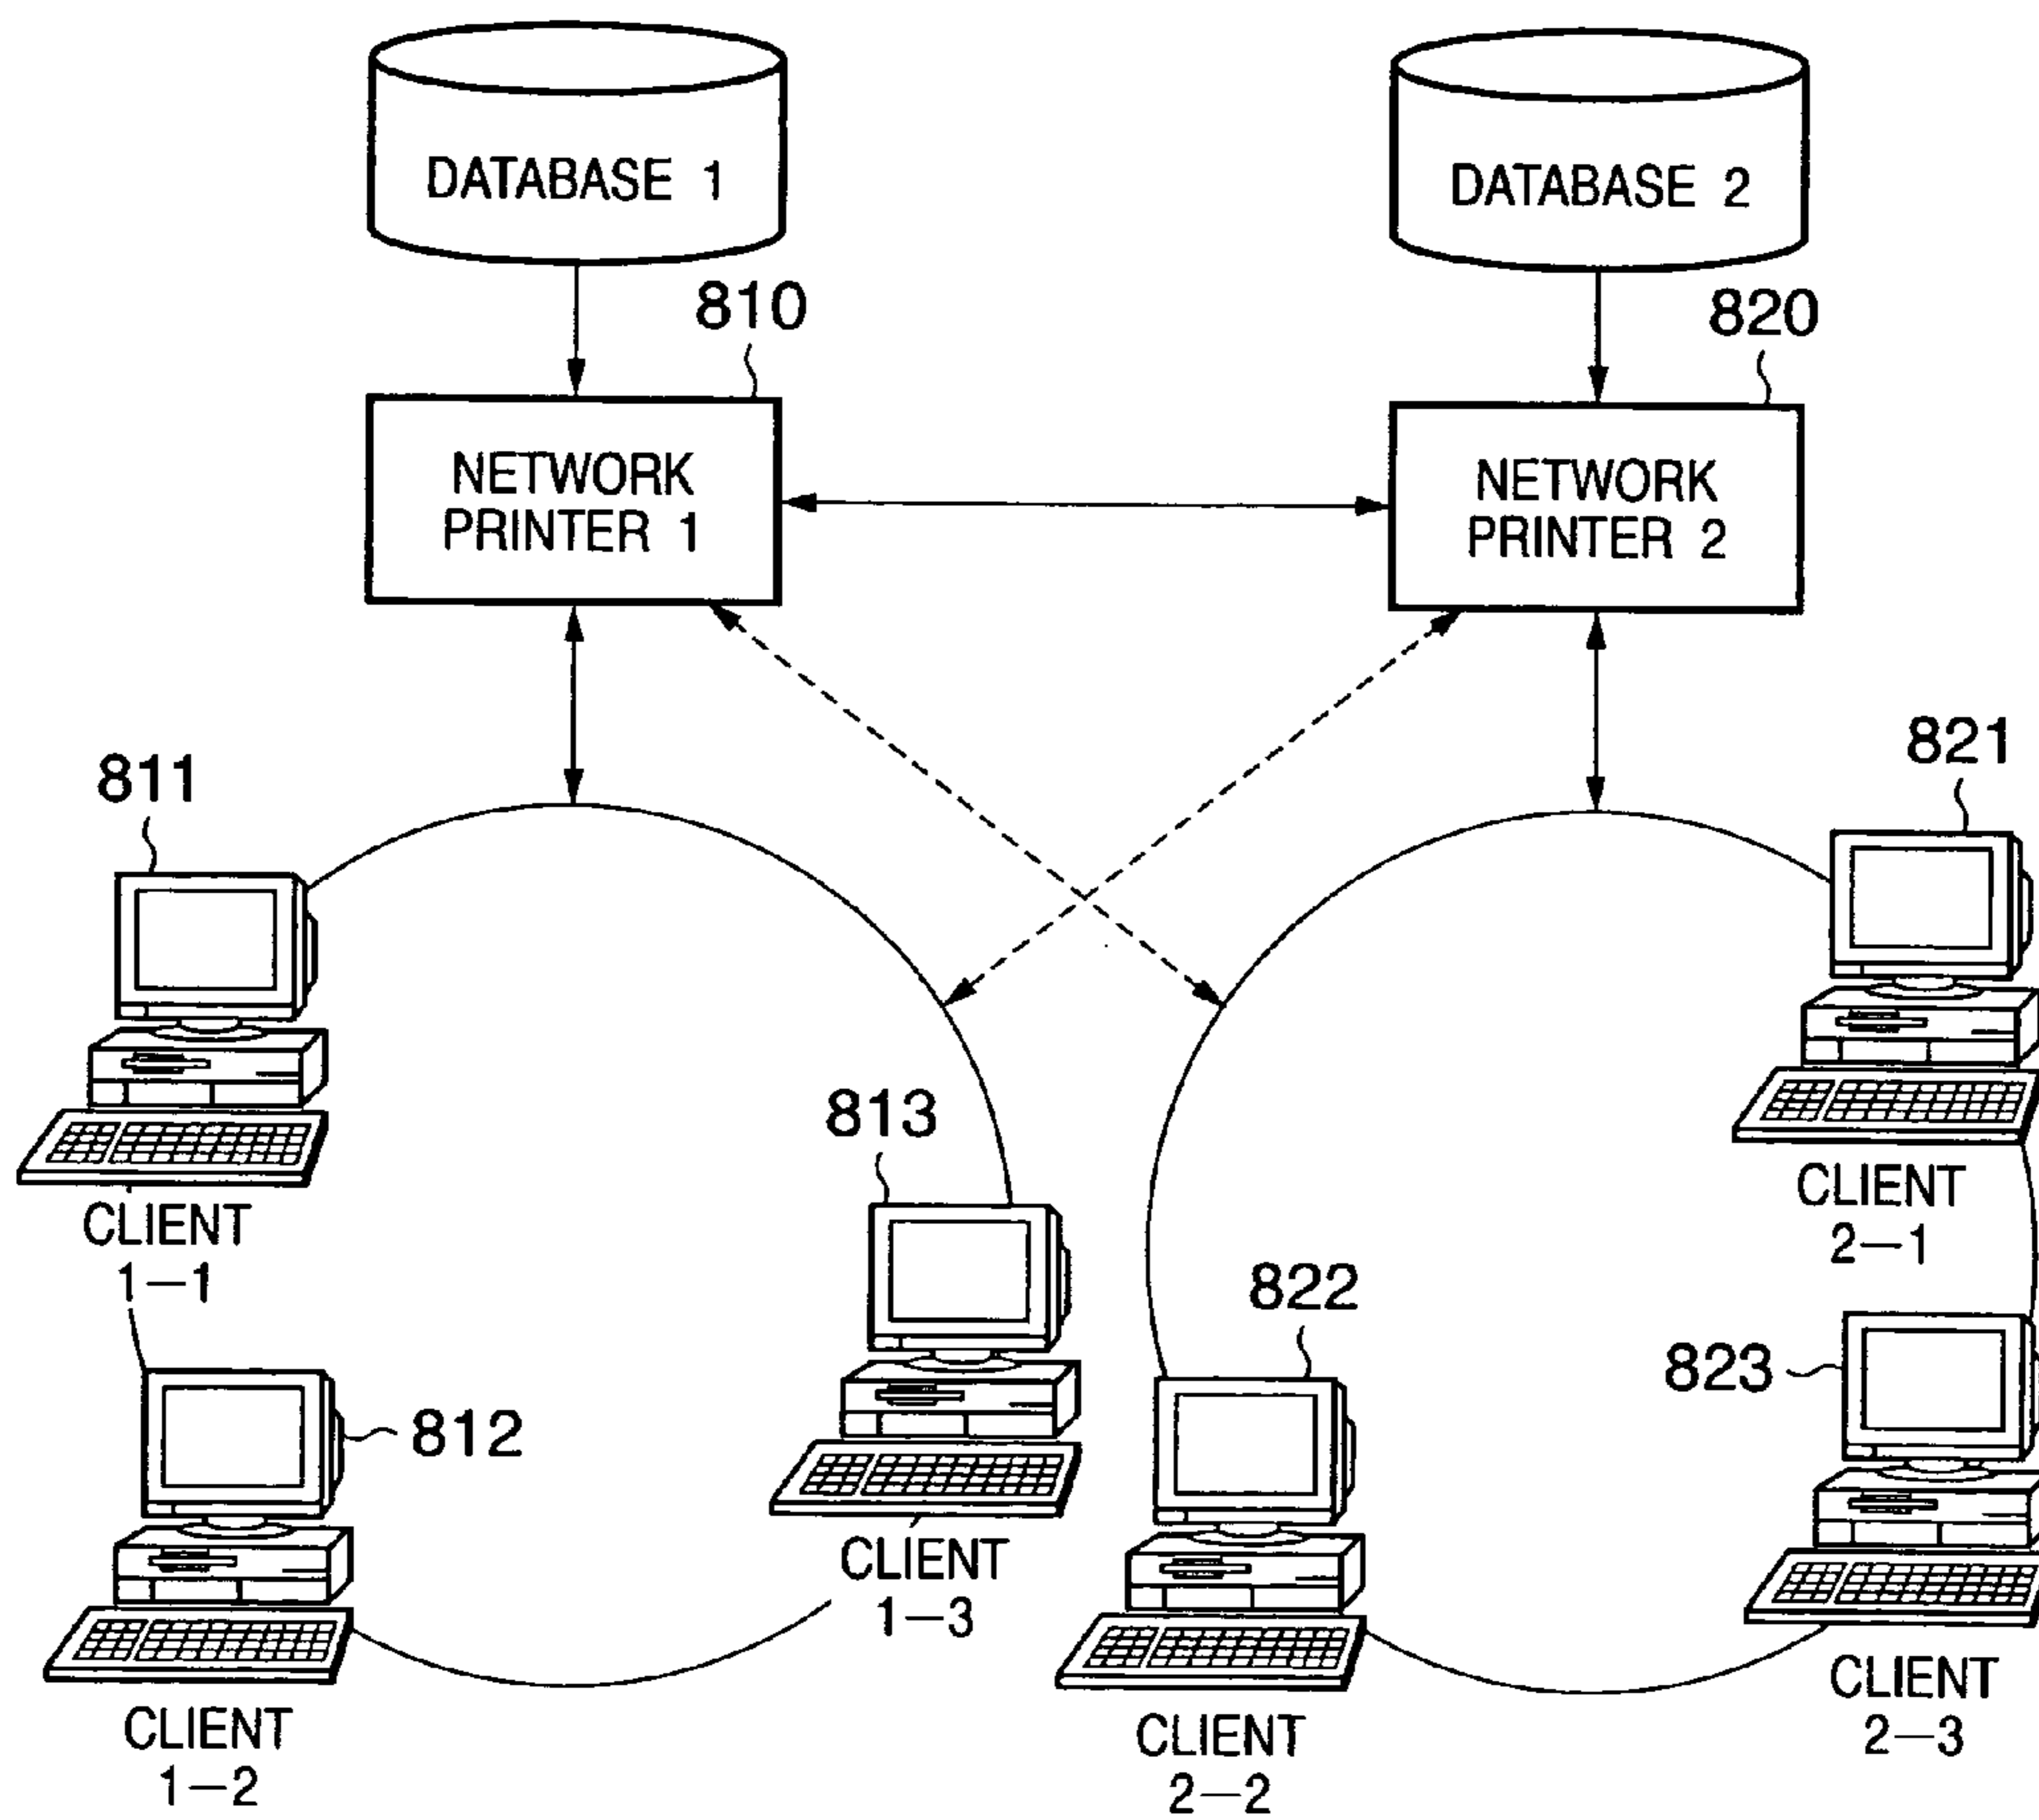 DATABASE 1
DATABASE 2
810
820
NETWORK
PRINTER 1
NETWORK
PRINTER 2
811
821
813
CLIENT
1—1
CLIENT
2—1
822
823
812
CLIENT
1—3
CLIENT
2—3
CLIENT
1—2
CLIENT
2—2